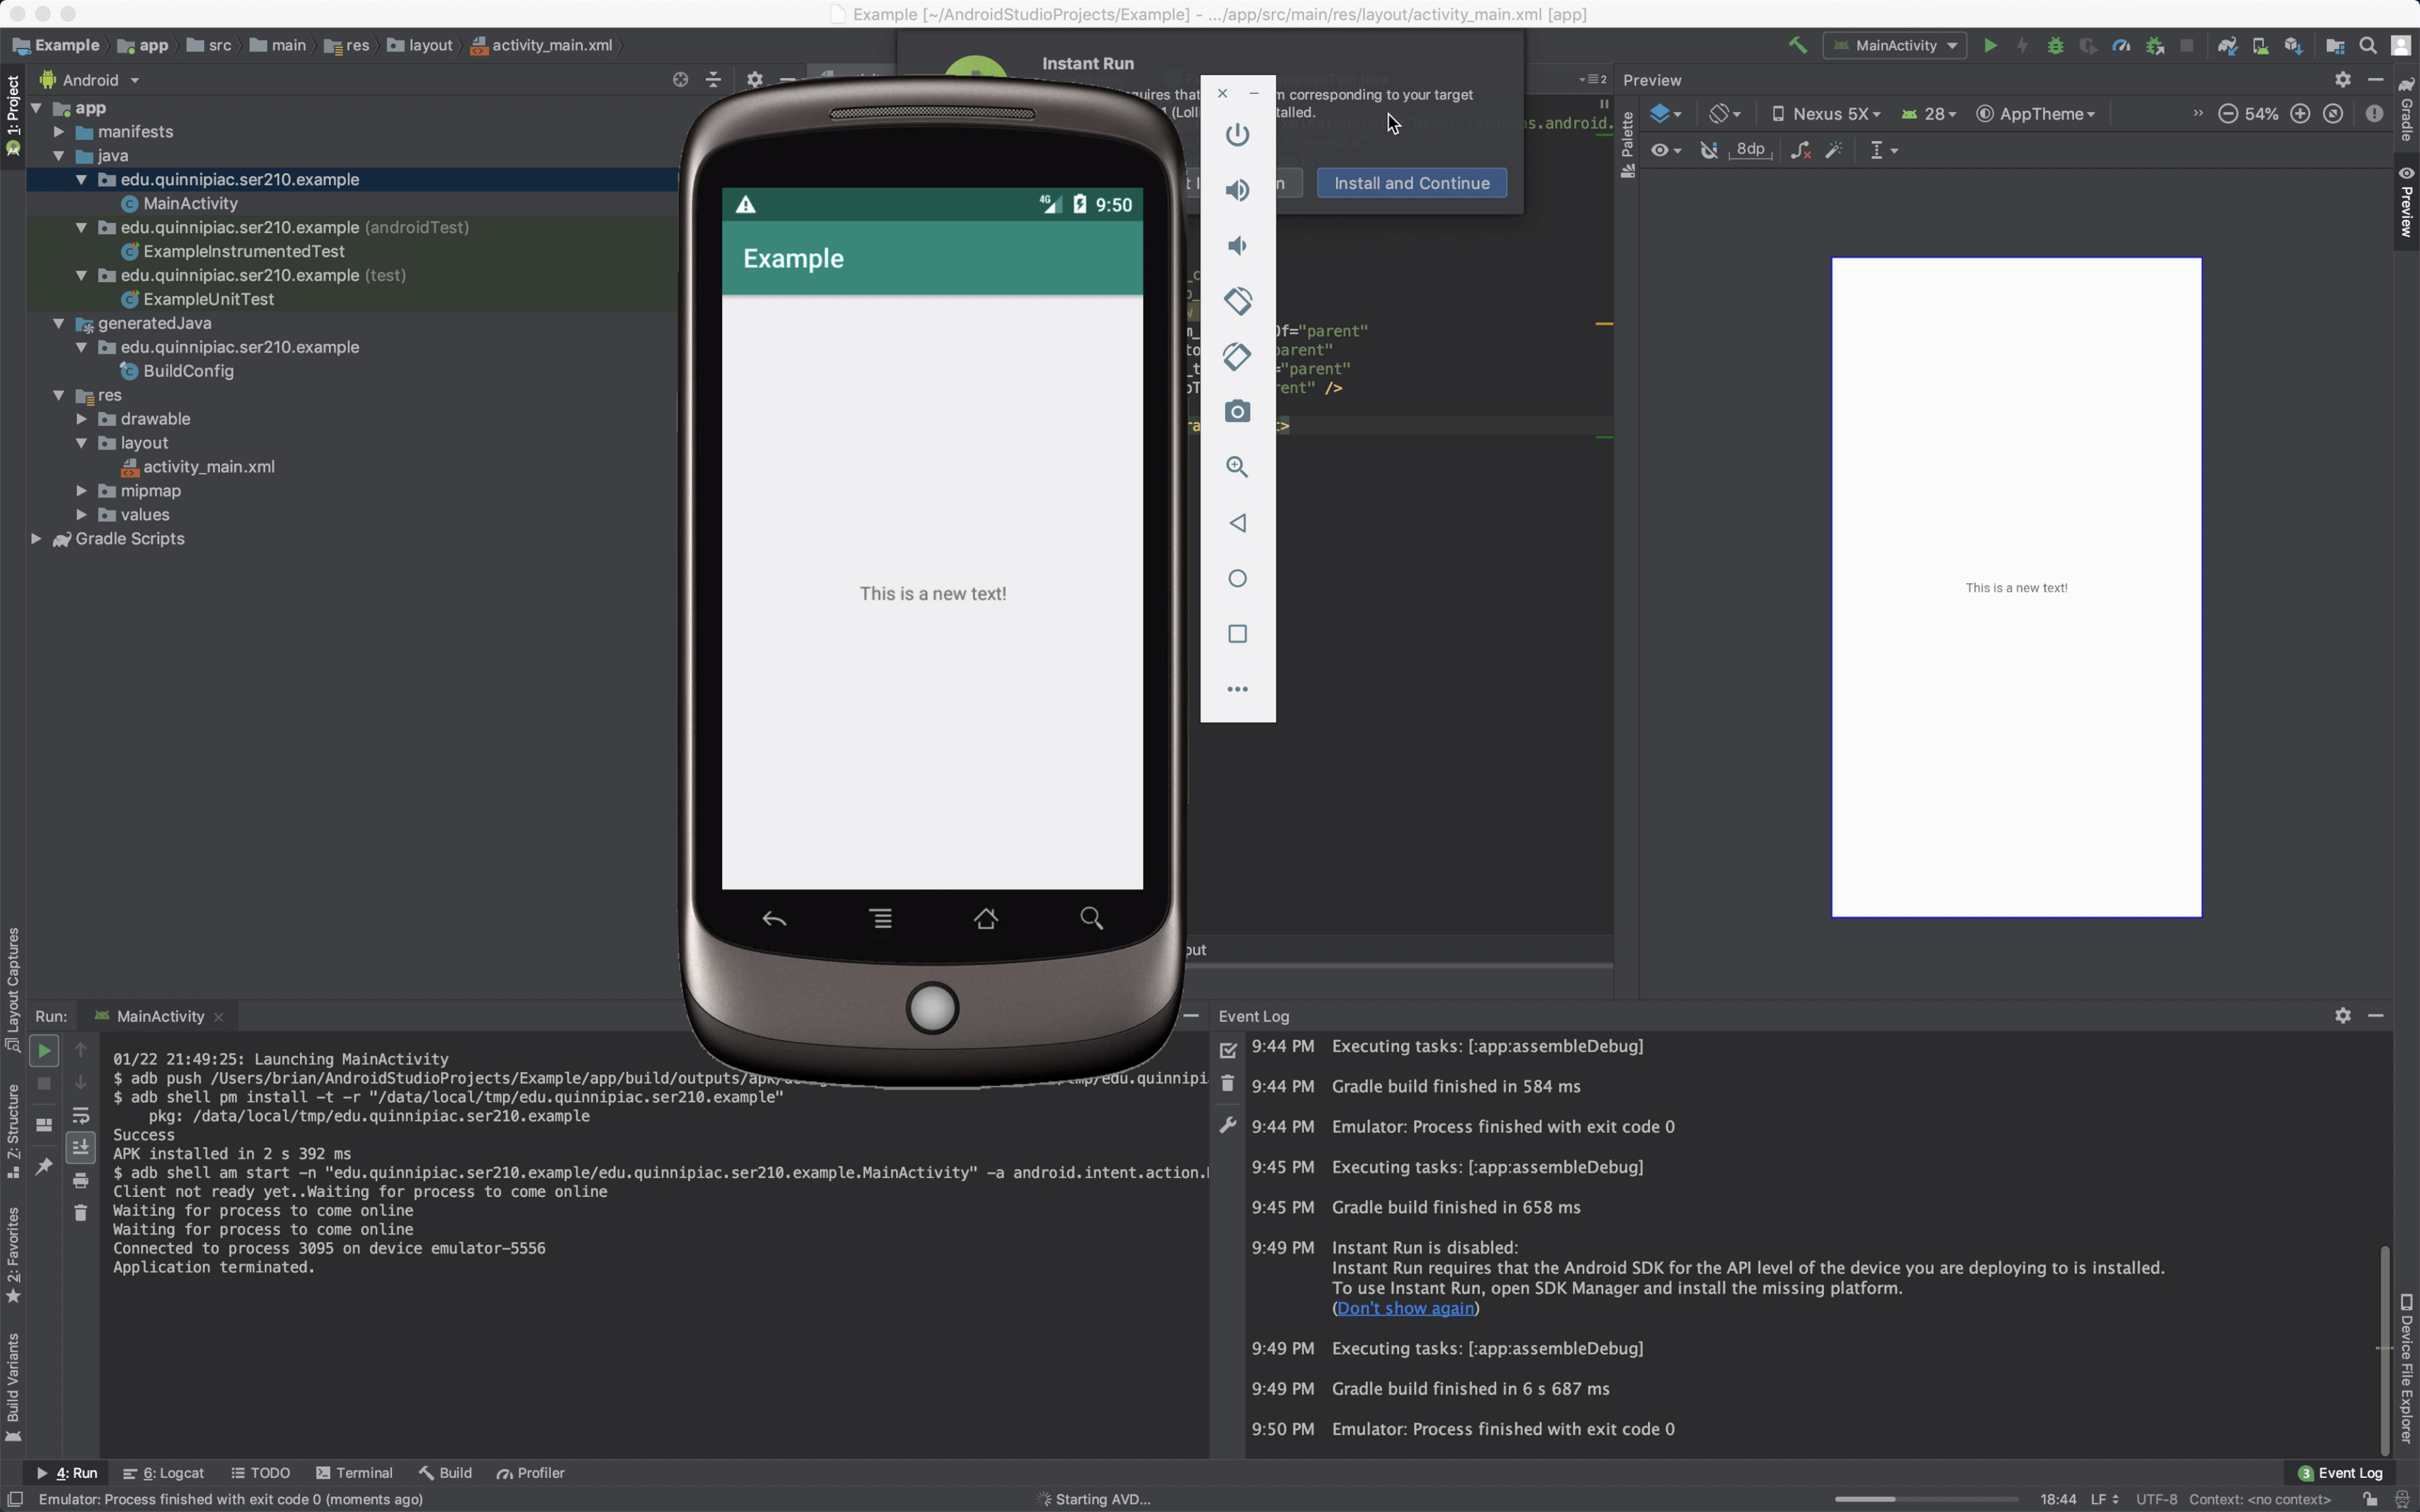 Example [~/AndroidStudioProjects/Example] - .../app/src/main/res/layout/activity_main.xml [app]
Example app src main res layout activity_main.xml
MainActivity
Instant Run
quires that m corresponding to your target
talled.
Install and Continue
1: Project
Android
app
manifests
java
edu.quinnipiac.ser210.example
MainActivity
edu.quinnipiac.ser210.example (androidTest)
ExampleInstrumentedTest
edu.quinnipiac.ser210.example (test)
ExampleUnitTest
generatedJava
edu.quinnipiac.ser210.example
BuildConfig
res
drawable
layout
activity_main.xml
mipmap
values
Gradle Scripts
4G 9:50
Example
This is a new text!
s.android.
Of="parent"
parent"
="parent"
rent" />
Palette
Preview
Nexus 5X 28 AppTheme 54%
8dp
This is a new text!
Gradle
Preview
Device File Explorer
Layout Captures
7: Structure
2: Favorites
Build Variants
Run: MainActivity
01/22 21:49:25: Launching MainActivity
$ adb push /Users/brian/AndroidStudioProjects/Example/app/build/outputs/apk/
$ adb shell pm install -t -r "/data/local/tmp/edu.quinnipiac.ser210.example"
pkg: /data/local/tmp/edu.quinnipiac.ser210.example
Success
APK installed in 2 s 392 ms
$ adb shell am start -n "edu.quinnipiac.ser210.example/edu.quinnipiac.ser210.example.MainActivity" -a android.intent.action.
Client not ready yet..Waiting for process to come online
Waiting for process to come online
Waiting for process to come online
Connected to process 3095 on device emulator-5556
Application terminated.
Event Log
9:44 PM Executing tasks: [:app:assembleDebug]
9:44 PM Gradle build finished in 584 ms
9:44 PM Emulator: Process finished with exit code 0
9:45 PM Executing tasks: [:app:assembleDebug]
9:45 PM Gradle build finished in 658 ms
9:49 PM Instant Run is disabled:
Instant Run requires that the Android SDK for the API level of the device you are deploying to is installed.
To use Instant Run, open SDK Manager and install the missing platform.
(Don't show again)
9:49 PM Executing tasks: [:app:assembleDebug]
9:49 PM Gradle build finished in 6 s 687 ms
9:50 PM Emulator: Process finished with exit code 0
4: Run 6: Logcat TODO Terminal Build Profiler
3 Event Log
Emulator: Process finished with exit code 0 (moments ago)
Starting AVD...
18:44 LF UTF-8 Context: <no context>